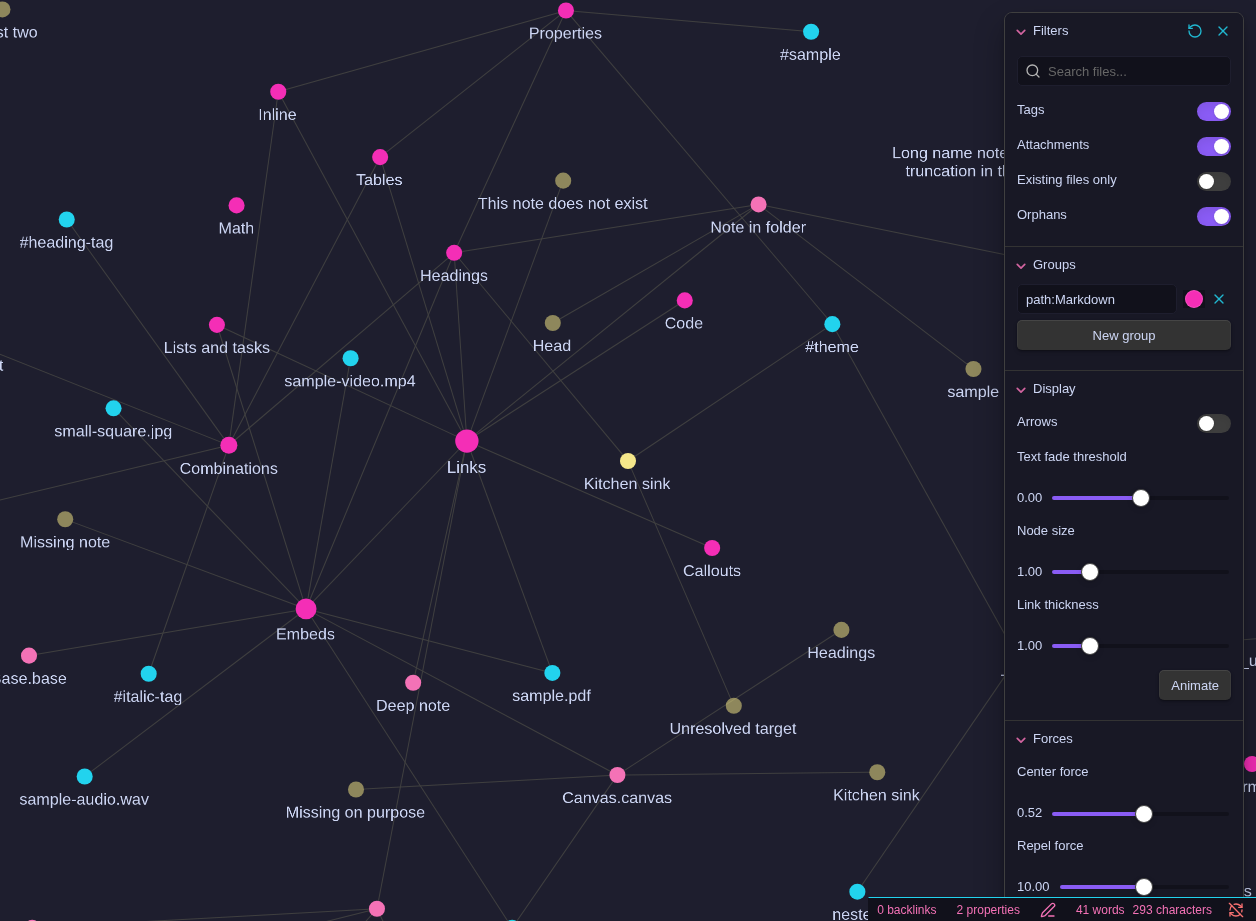 st two
Properties
#sample
Inline
Tables
Long name note
truncation in th
This note does not exist
Math
Note in folder
#heading-tag
Headings
Code
Head
#theme
Lists and tasks
sample-video.mp4
sample
small-square.jpg
Combinations
Links
Kitchen sink
Missing note
Callouts
Embeds
Headings
ase.base
#italic-tag
Deep note
sample.pdf
Unresolved target
sample-audio.wav
Missing on purpose
Canvas.canvas
Kitchen sink
neste
Filters
Search files...
Tags
Attachments
Existing files only
Orphans
Groups
path:Markdown
New group
Display
Arrows
Text fade threshold
0.00
Node size
1.00
Link thickness
1.00
Animate
Forces
Center force
0.52
Repel force
10.00
0 backlinks 2 properties 41 words 293 characters